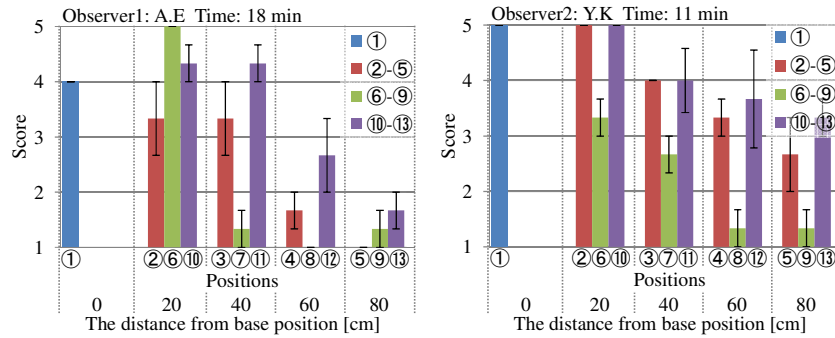 Observer1: A.E Time: 18 min
5
4
3
2
1
Score
①
②-⑤
⑥-⑨
⑩-⑬
① ②⑥⑩ ③⑦⑪ ④⑧⑫ ⑤⑨⑬
Positions
0 20 40 60 80
The distance from base position [cm]
Observer2: Y.K Time: 11 min
5
4
3
2
1
Score
①
②-⑤
⑥-⑨
⑩-⑬
① ②⑥⑩ ③⑦⑪ ④⑧⑫ ⑤⑨⑬
Positions
0 20 40 60 80
The distance from base position [cm]